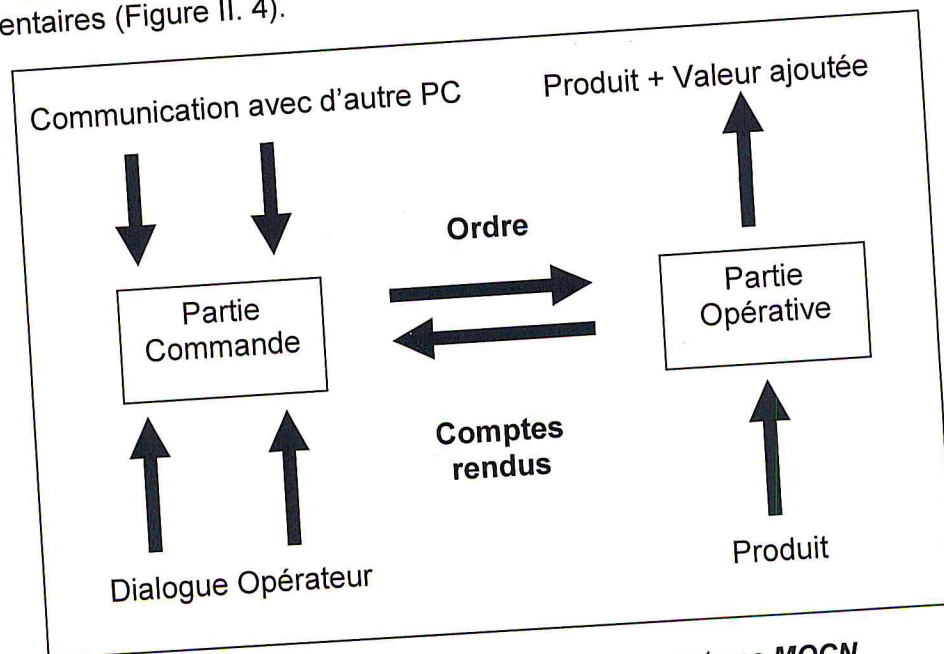 entaires (Figure II. 4).
Communication avec d'autre PC
Produit + Valeur ajoutée
Ordre
Partie
Commande
Partie
Opérative
Comptes
rendus
Dialogue Opérateur
Produit
MOCN